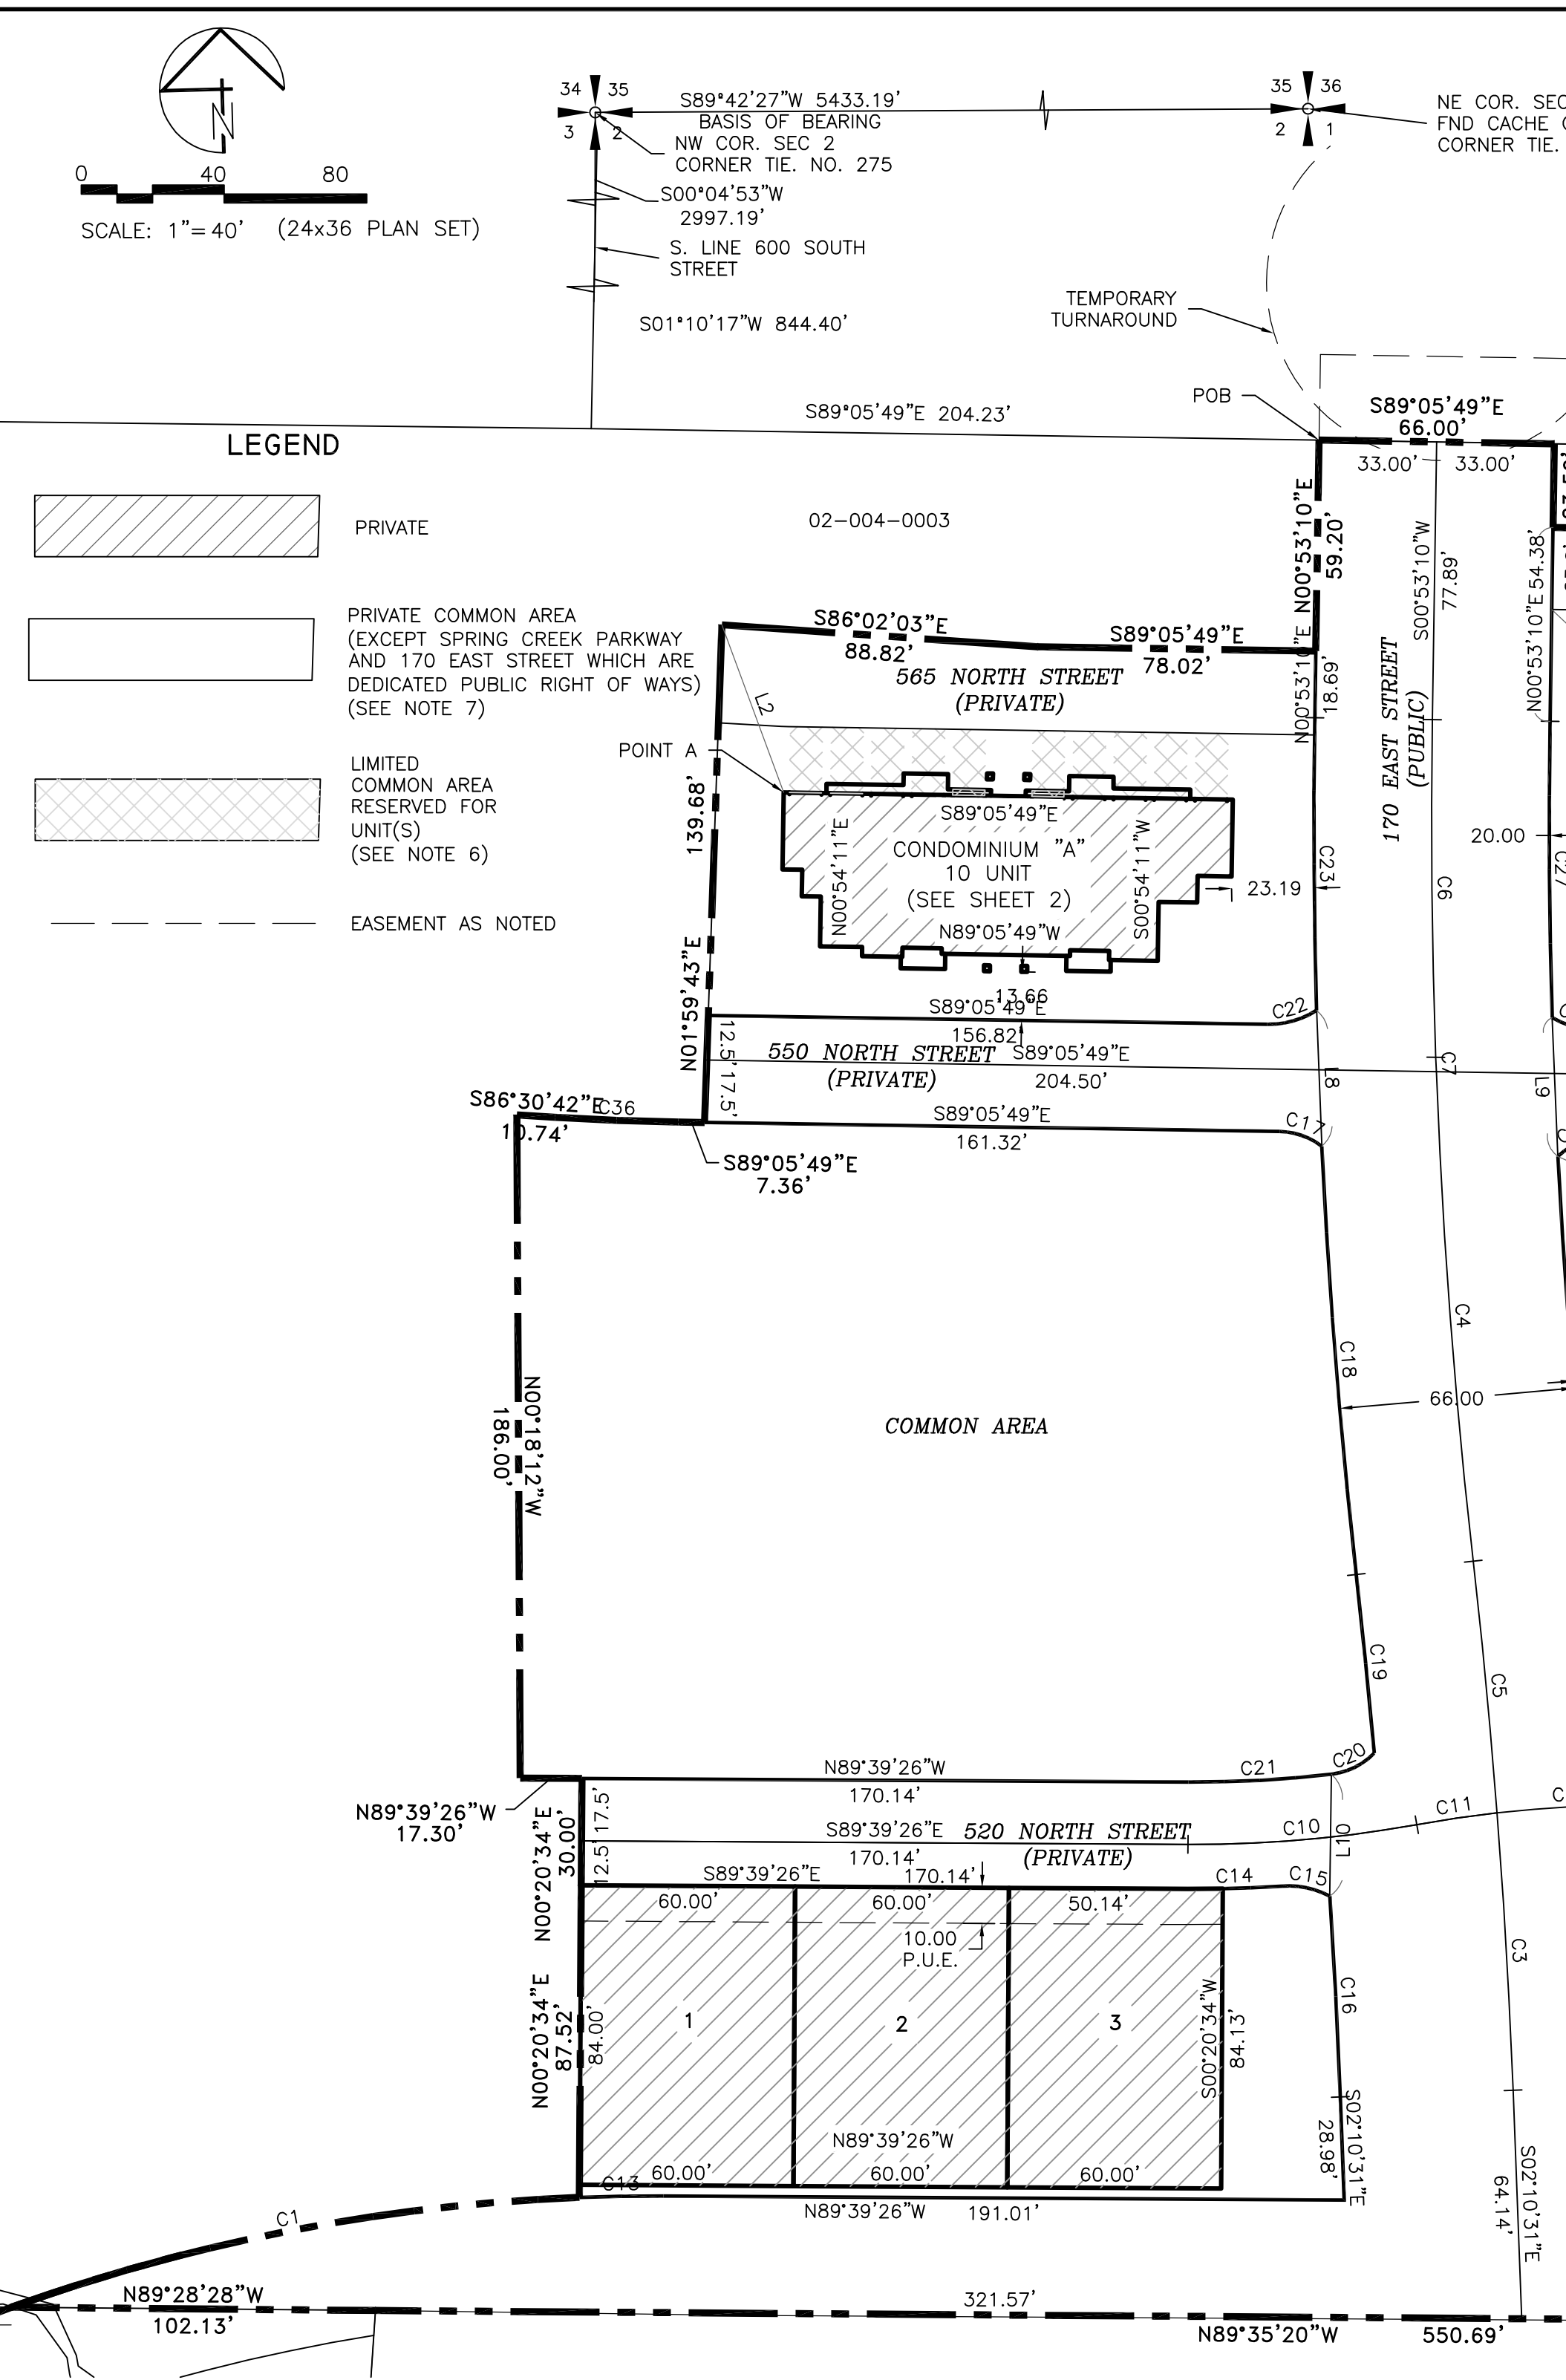 N
0 40 80
SCALE: 1"=40' (24x36 PLAN SET)
34 35
3 2
S89°42'27"W 5433.19'
BASIS OF BEARING
NW COR. SEC 2
CORNER TIE. NO. 275
S00°04'53"W
2997.19'
S. LINE 600 SOUTH
STREET
S01°10'17"W 844.40'
35 36
2 1
NE COR. SEC
FND CACHE
CORNER TIE.
TEMPORARY
TURNAROUND
POB
S89°05'49"E 204.23'
S89°05'49"E
66.00'
33.00' 33.00'
LEGEND
PRIVATE
PRIVATE COMMON AREA
(EXCEPT SPRING CREEK PARKWAY
AND 170 EAST STREET WHICH ARE
DEDICATED PUBLIC RIGHT OF WAYS)
(SEE NOTE 7)
LIMITED
COMMON AREA
RESERVED FOR
UNIT(S)
(SEE NOTE 6)
EASEMENT AS NOTED
02-004-0003
N00°53'10"E
59.20'
S00°53'10"W
77.89'
N00°53'10"E 54.38'
S86°02'03"E
88.82'
S89°05'49"E
78.02'
N00°53'10"E
18.69'
565 NORTH STREET
(PRIVATE)
170 EAST STREET
(PUBLIC)
L2
POINT A
139.68'
N01°59'43"E
S89°05'49"E
N00°54'11"E
S00°54'11"W
CONDOMINIUM "A"
10 UNIT
(SEE SHEET 2)
N89°05'49"W
23.19
20.00
C23
C6
C27
13.66
S89°05'49"E
156.82'
C22
12.5' 17.5'
550 NORTH STREET
(PRIVATE)
S89°05'49"E
204.50'
L8
C7
L9
S86°30'42"E
10.74'
C36
S89°05'49"E
161.32'
C17
S89°05'49"E
7.36'
N00°18'12"W
186.00'
COMMON AREA
C4
C18
66.00
C19
C5
C20
N89°39'26"W
170.14'
C21
N89°39'26"W
17.30'
N00°20'34"E
30.00'
12.5' 17.5'
S89°39'26"E
170.14'
520 NORTH STREET
(PRIVATE)
C10
C11
L10
S89°39'26"E 170.14'
C14
C15
60.00' 60.00' 50.14'
10.00
P.U.E.
N00°20'34"E
87.52'
84.00'
1
2
3
S00°20'34"W
84.13'
C16
C3
S02°10'31"E
28.98'
S02°10'31"E
64.14'
N89°39'26"W
60.00' 60.00' 60.00'
C13
N89°39'26"W 191.01'
C1
N89°28'28"W
102.13'
321.57'
N89°35'20"W 550.69'